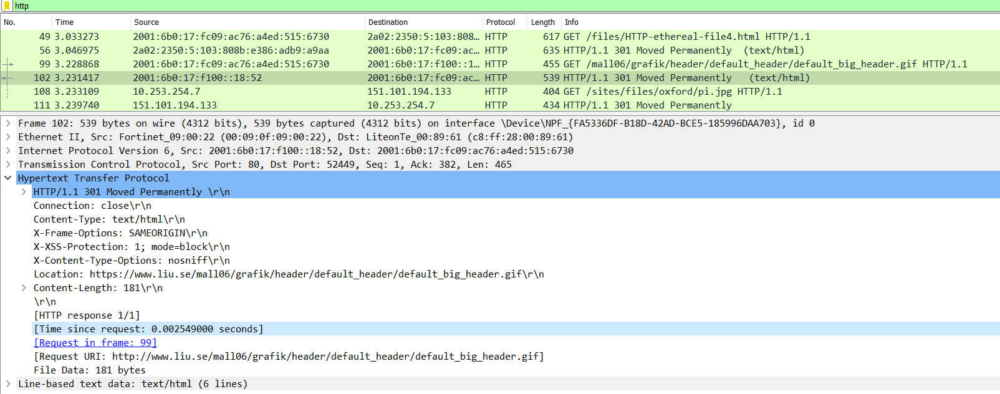 http
No. Time Source Destination Protocol Length Info
49 3.033273 2001:6b0:17:fc09:ac76:a4ed:515:6730 2a02:2350:5:103:808… HTTP 617 GET /files/HTTP-ethereal-file4.html HTTP/1.1
56 3.046975 2a02:2350:5:103:808b:e386:adb9:a9aa 2001:6b0:17:fc09:ac… HTTP 635 HTTP/1.1 301 Moved Permanently (text/html)
99 3.228868 2001:6b0:17:fc09:ac76:a4ed:515:6730 2001:6b0:17:f100::1… HTTP 455 GET /mall06/grafik/header/default_header/default_big_header.gif HTTP/1.1
102 3.231417 2001:6b0:17:f100::18:52 2001:6b0:17:fc09:ac… HTTP 539 HTTP/1.1 301 Moved Permanently (text/html)
108 3.233109 10.253.254.7 151.101.194.133 HTTP 404 GET /sites/files/oxford/pi.jpg HTTP/1.1
111 3.239740 151.101.194.133 10.253.254.7 HTTP 434 HTTP/1.1 301 Moved Permanently
Frame 102: 539 bytes on wire (4312 bits), 539 bytes captured (4312 bits) on interface \Device\NPF_{FA5336DF-B18D-42AD-BCE5-185996DAA703}, id 0
Ethernet II, Src: Fortinet_09:00:22 (00:09:0f:09:00:22), Dst: LiteonTe_00:89:61 (c8:ff:28:00:89:61)
Internet Protocol Version 6, Src: 2001:6b0:17:f100::18:52, Dst: 2001:6b0:17:fc09:ac76:a4ed:515:6730
Transmission Control Protocol, Src Port: 80, Dst Port: 52449, Seq: 1, Ack: 382, Len: 465
Hypertext Transfer Protocol
HTTP/1.1 301 Moved Permanently \r\n
Connection: close\r\n
Content-Type: text/html\r\n
X-Frame-Options: SAMEORIGIN\r\n
X-XSS-Protection: 1; mode=block\r\n
X-Content-Type-Options: nosniff\r\n
Location: https://www.liu.se/mall06/grafik/header/default_header/default_big_header.gif\r\n
Content-Length: 181\r\n
\r\n
[HTTP response 1/1]
[Time since request: 0.002549000 seconds]
[Request in frame: 99]
[Request URI: http://www.liu.se/mall06/grafik/header/default_header/default_big_header.gif]
File Data: 181 bytes
Line-based text data: text/html (6 lines)